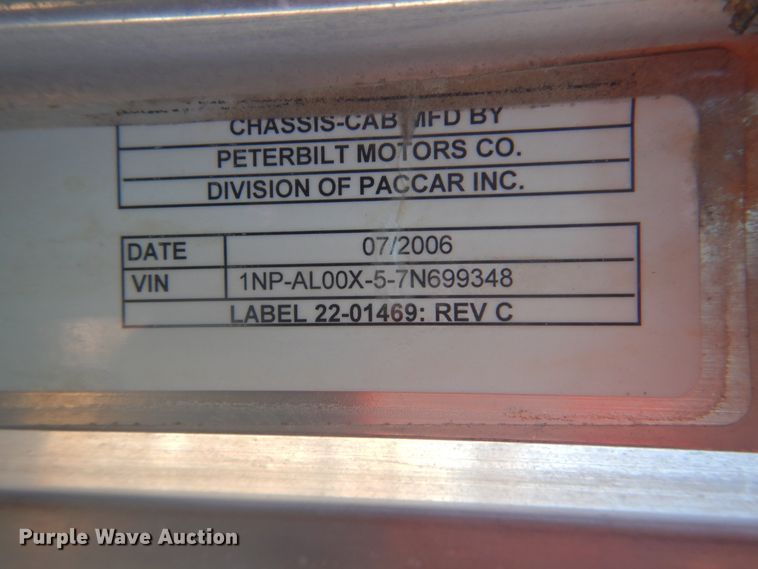 CHASSIS-CAB MFD BY
PETERBILT MOTORS CO.
DIVISION OF PACCAR INC.
DATE 07/2006
VIN 1NP-AL00X-5-7N699348
LABEL 22-01469: REV C
Purple Wave Auction®